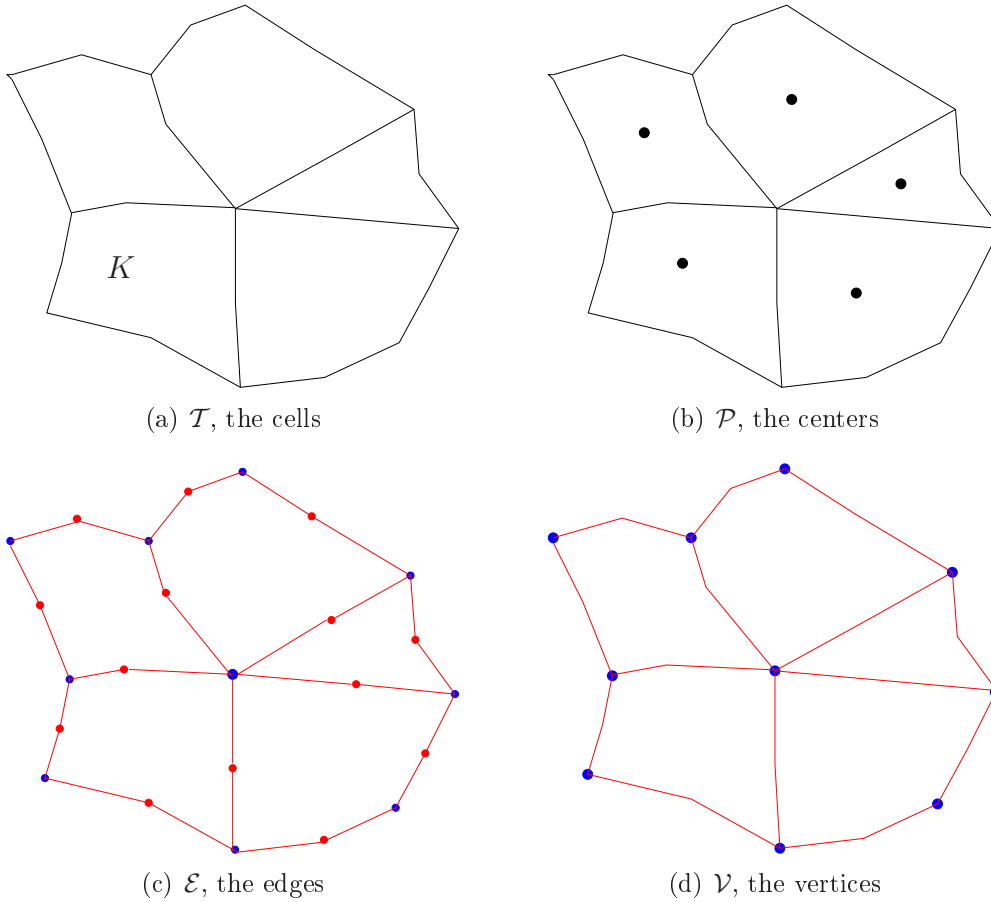 K
(a) 𝒯, the cells
(b) 𝒫, the centers
(c) ℰ, the edges
(d) 𝒱, the vertices